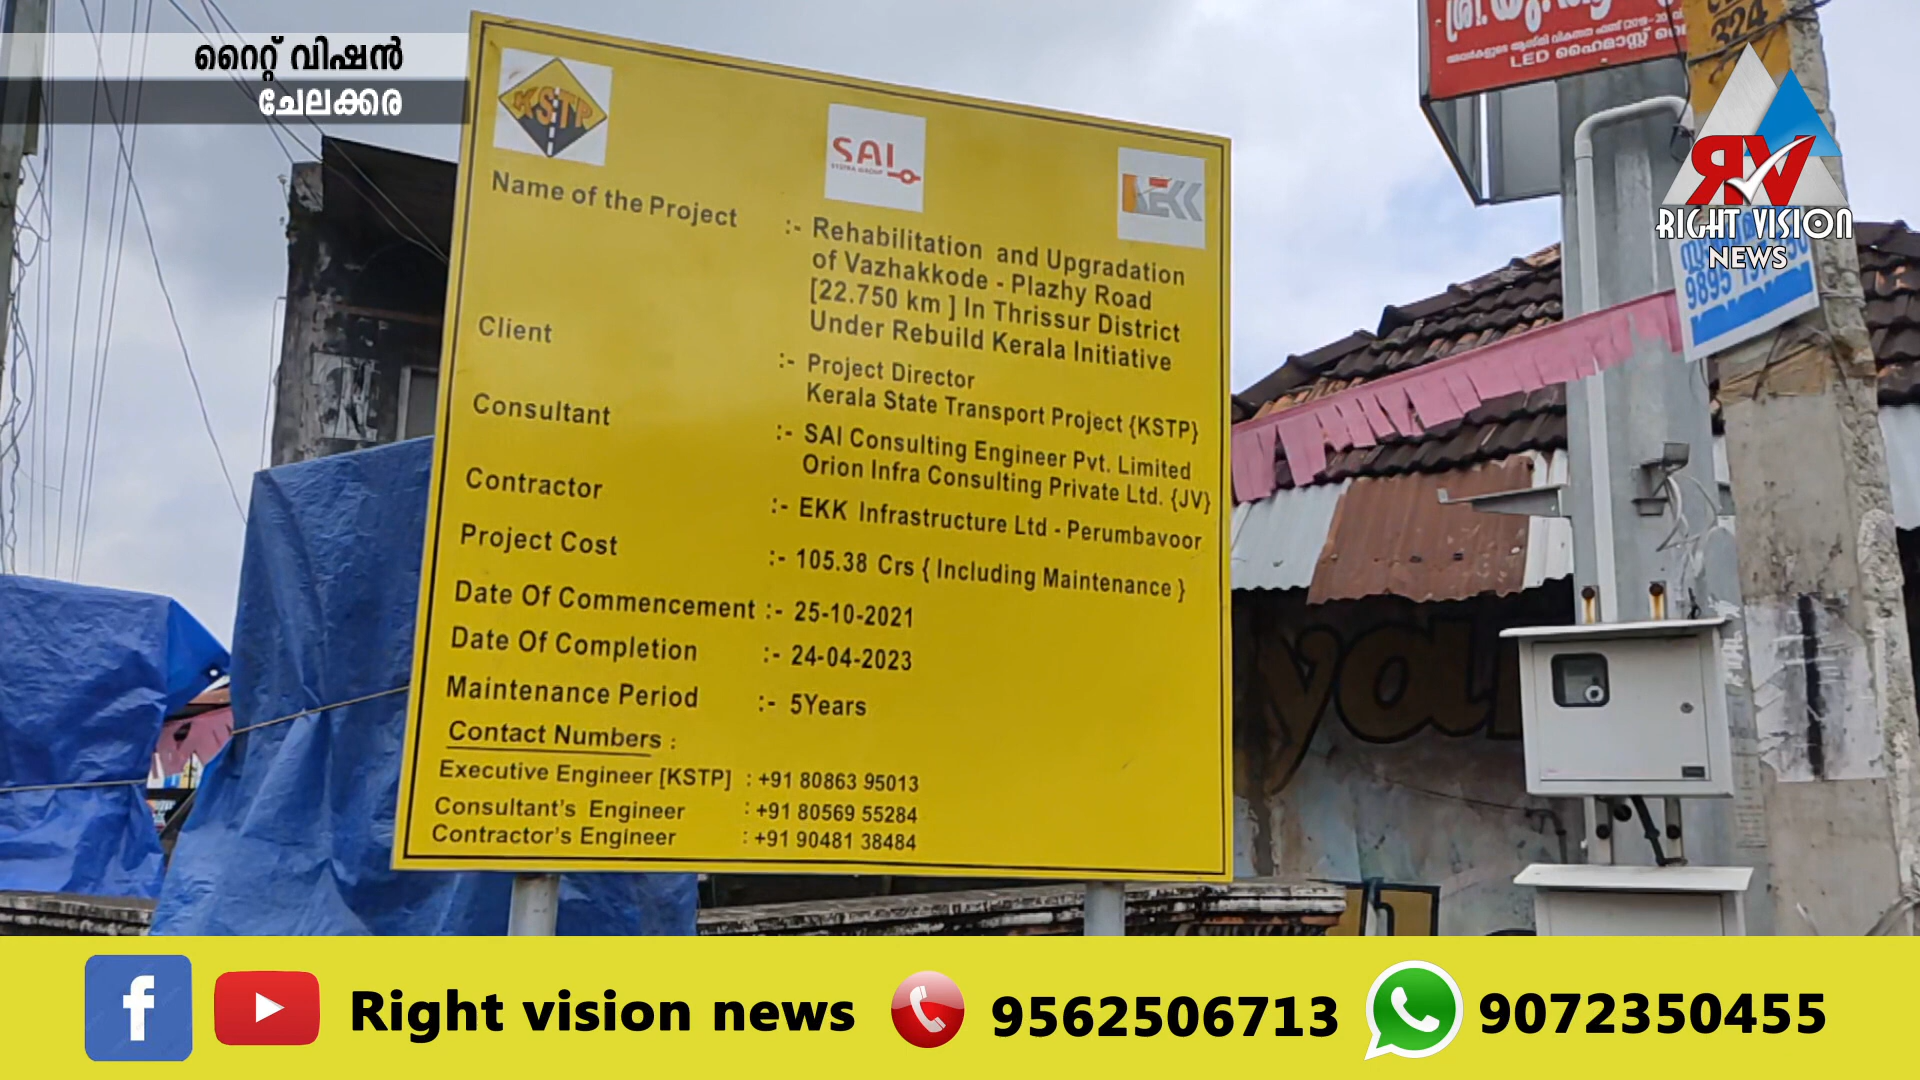 റൈറ്റ് വിഷൻ
ചേലക്കര
KSTP
SAI
EKK
Name of the Project :- Rehabilitation and Upgradation
of Vazhakkode - Plazhy Road
[22.750 km ] In Thrissur District
Under Rebuild Kerala Initiative
Client :- Project Director
Kerala State Transport Project {KSTP}
Consultant :- SAI Consulting Engineer Pvt. Limited
Orion Infra Consulting Private Ltd. {JV}
Contractor :- EKK Infrastructure Ltd - Perumbavoor
Project Cost :- 105.38 Crs { Including Maintenance }
Date Of Commencement :- 25-10-2021
Date Of Completion :- 24-04-2023
Maintenance Period :- 5Years
Contact Numbers :
Executive Engineer [KSTP] : +91 80863 95013
Consultant's Engineer : +91 80569 55284
Contractor's Engineer : +91 90481 38484
LED ഹൈമാസ്റ്റ്
324
RV
RIGHT VISION
NEWS
9895
Right vision news 9562506713 9072350455